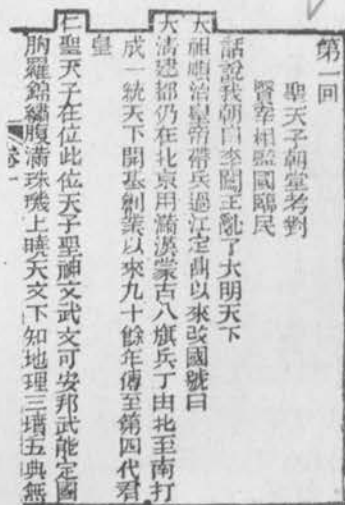 第一回
聖天子朝堂考對
賢宰相監國臨民
話說我朝自李闖王亂了大明天下
太祖順治皇帝帶兵過江定鼎以來改國號曰
大清建都仍在北京用滿漢蒙古八旗兵丁由北至南打
成一統天下開基創業以來九十餘年傳至第四代君
皇
仁聖天子在位此位天子聖神文武文可安邦武能定國
胸羅錦繡腹滿珠璣上曉天文下知地理三墳五典無
卷一